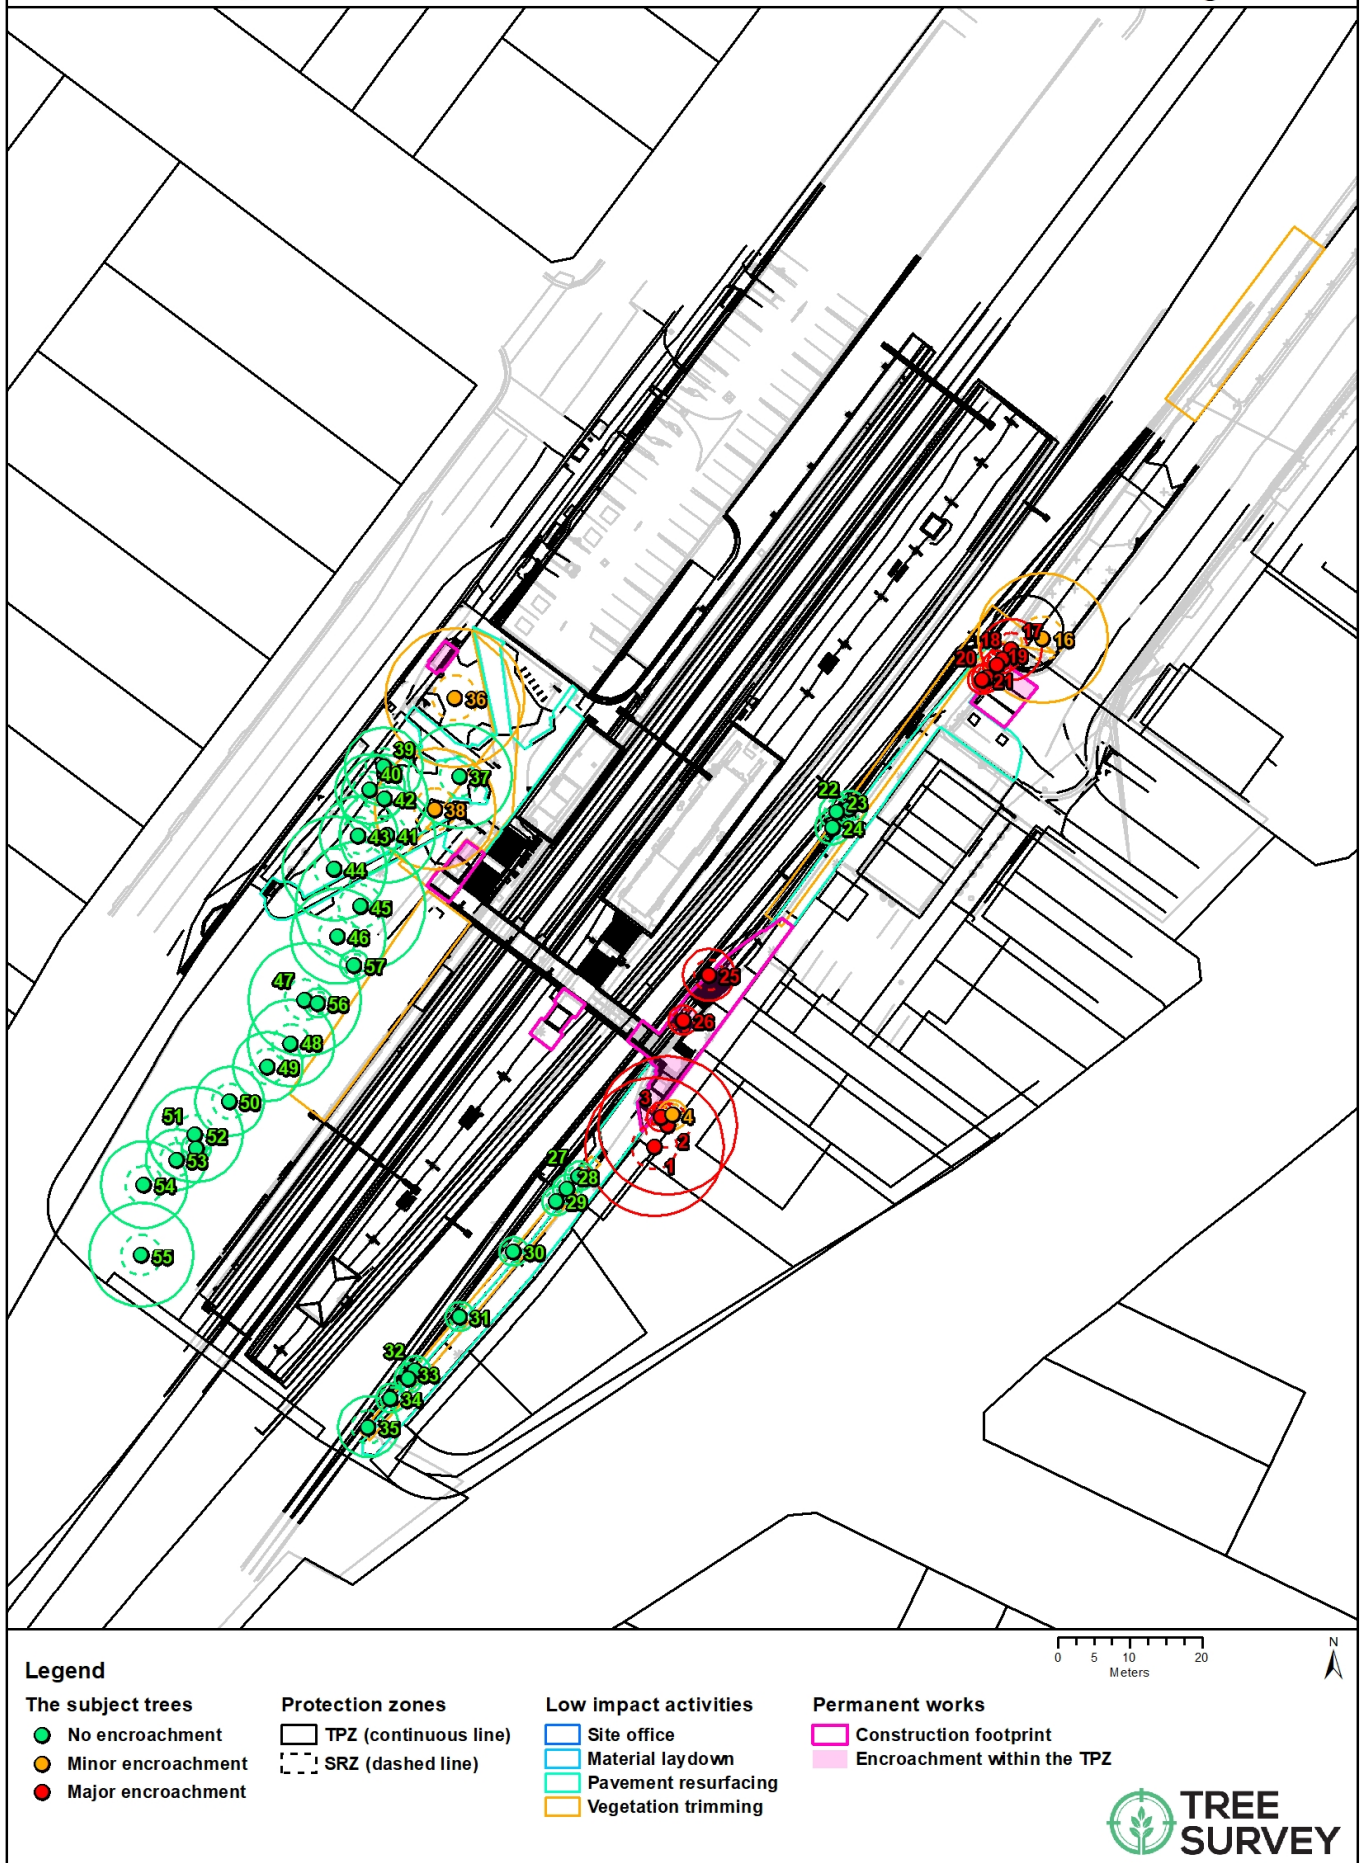 17
18
16
19
20
21
36
39
37
40
42
38
22
23
43 41
24
44
45
46
57
25
47
56
26
48
49
50
3
4
51
52
2
53
27
1
54
28
29
55
30
31
32
33
34
35
0 5 10 20
Meters
N
Legend
The subject trees
No encroachment
Minor encroachment
Major encroachment
Protection zones
TPZ (continuous line)
SRZ (dashed line)
Low impact activities
Site office
Material laydown
Pavement resurfacing
Vegetation trimming
Permanent works
Construction footprint
Encroachment within the TPZ
TREE
SURVEY